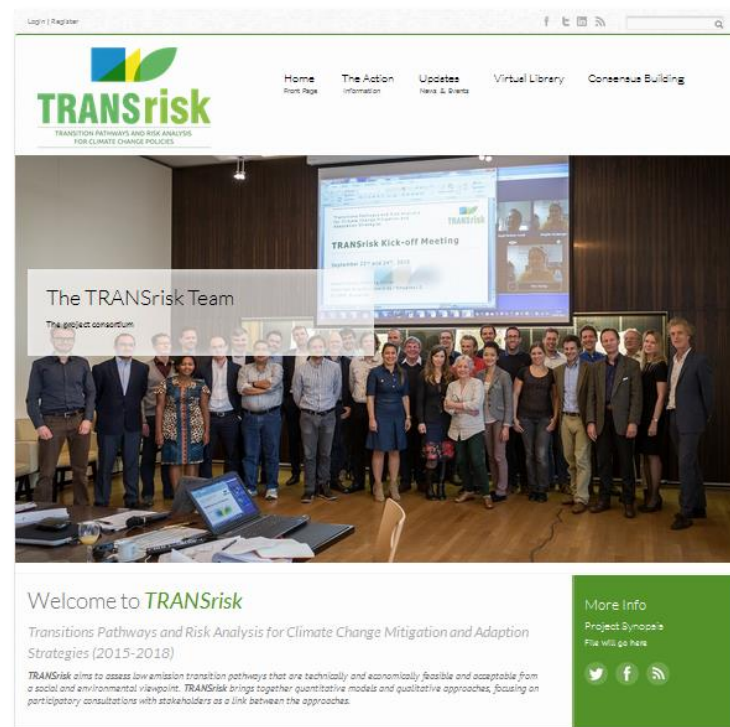 Login | Register
TRANSrisk
TRANSITION PATHWAYS AND RISK ANALYSIS
FOR CLIMATE CHANGE POLICIES
Home
Front Page
The Action
Information
Updates
News & Events
Virtual Library
Consensus Building
TRANSrisk
TRANSrisk Kick-off Meeting
The TRANSrisk Team
The project consortium
Welcome to TRANSrisk
Transitions Pathways and Risk Analysis for Climate Change Mitigation and Adaption
Strategies (2015-2018)
TRANSrisk aims to assess low emission transition pathways that are technically and economically feasible and acceptable from
a social and environmental viewpoint. TRANSrisk brings together quantitative models and qualitative approaches, focusing on
participatory consultations with stakeholders as a link between the approaches.
More Info
Project Synopsis
File will go here